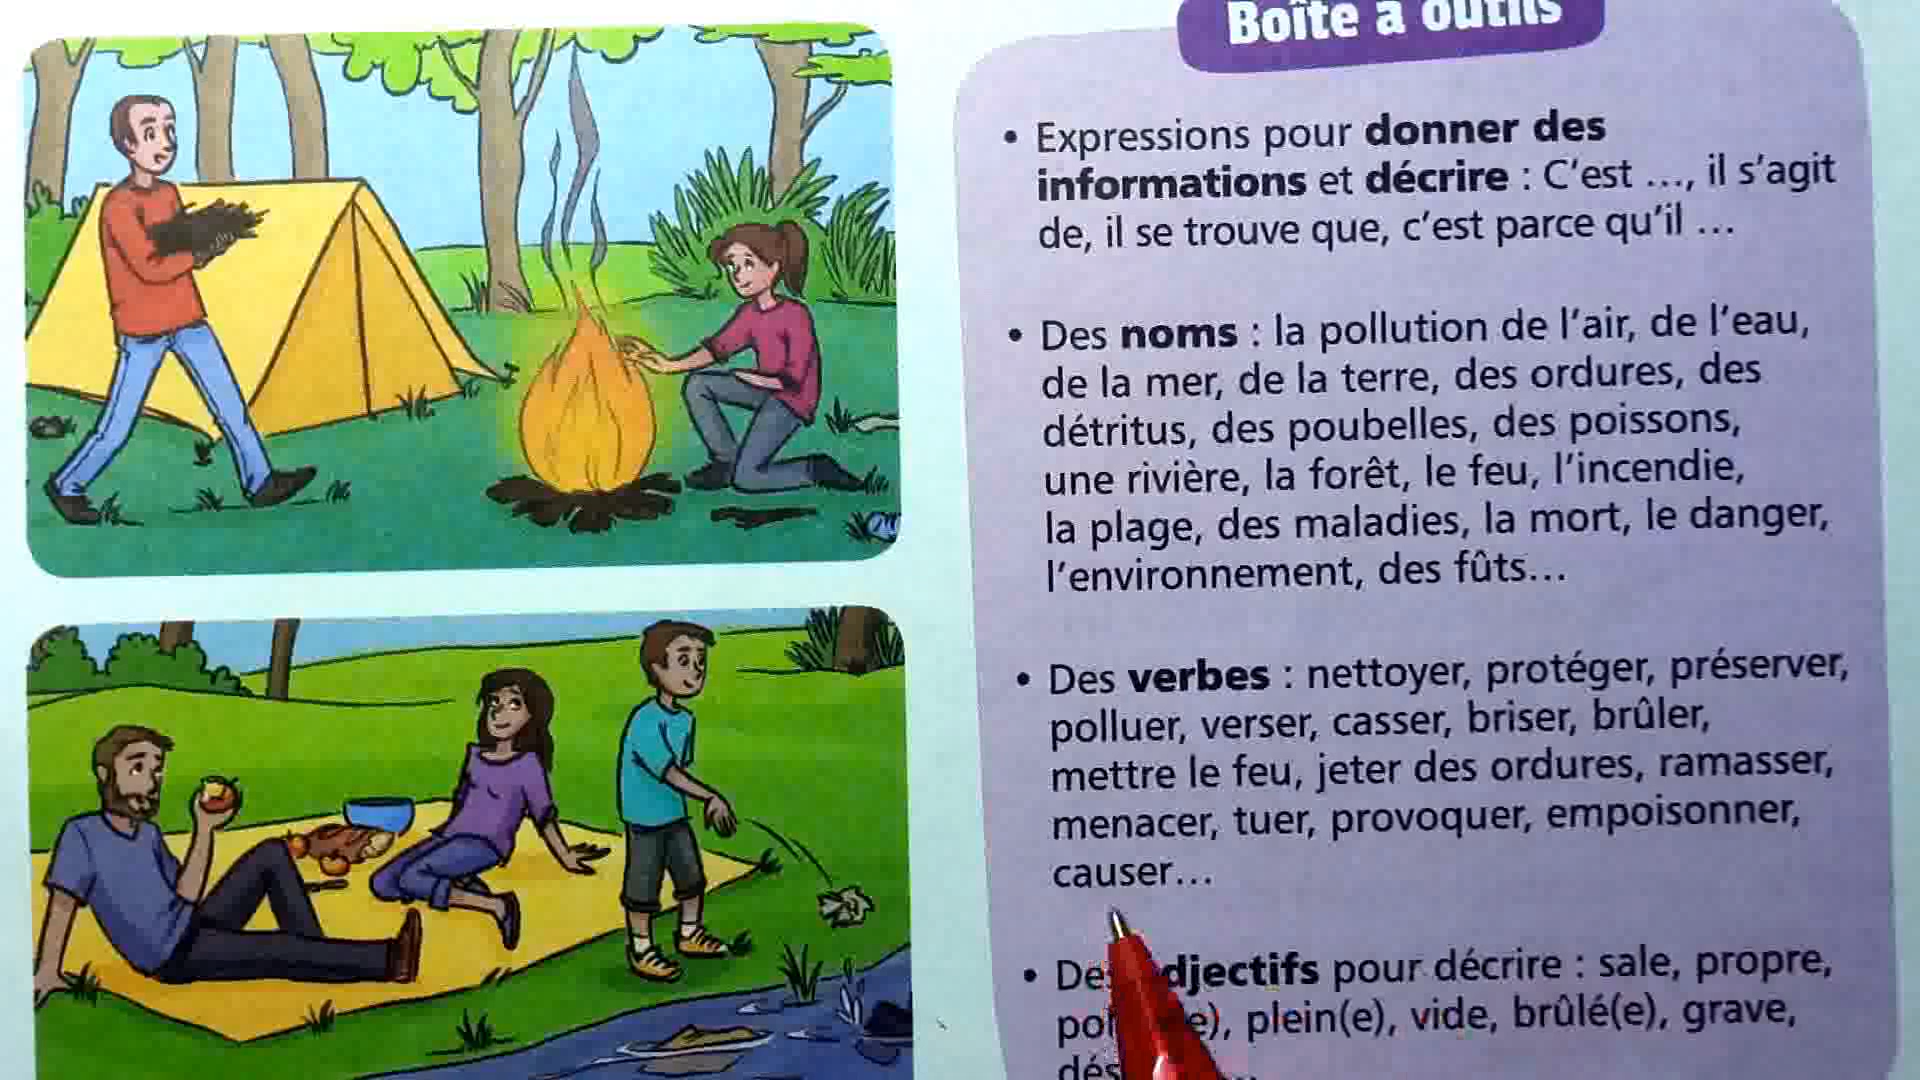 Boîte à outils
• Expressions pour donner des
informations et décrire : C'est ..., il s'agit
de, il se trouve que, c'est parce qu'il ...
• Des noms : la pollution de l'air, de l'eau,
de la mer, de la terre, des ordures, des
détritus, des poubelles, des poissons,
une rivière, la forêt, le feu, l'incendie,
la plage, des maladies, la mort, le danger,
l'environnement, des fûts...
• Des verbes : nettoyer, protéger, préserver,
polluer, verser, casser, briser, brûler,
mettre le feu, jeter des ordures, ramasser,
menacer, tuer, provoquer, empoisonner,
causer...
• De djectifs pour décrire : sale, propre,
po e), plein(e), vide, brûlé(e), grave,